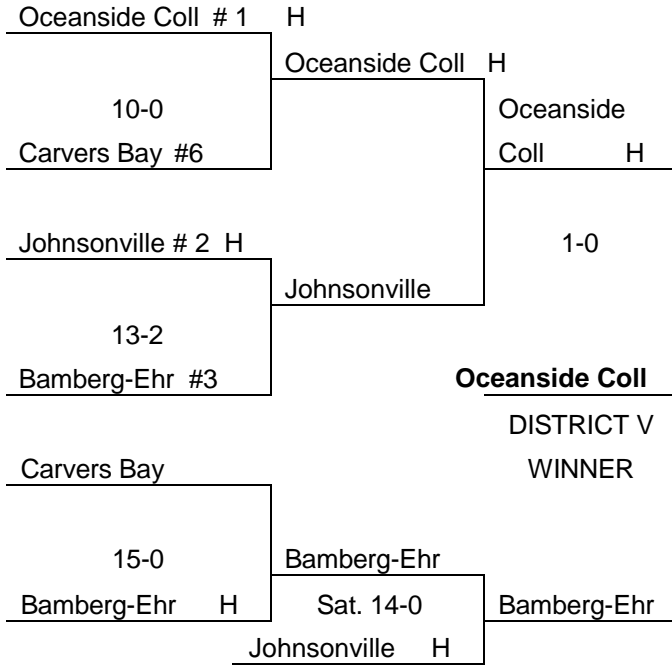 Oceanside Coll # 1 H
Oceanside Coll H
10-0
Oceanside
Carvers Bay #6
Coll H
Johnsonville # 2 H
1-0
Johnsonville
13-2
Bamberg-Ehr #3
Oceanside Coll
DISTRICT V
Carvers Bay
WINNER
15-0
Bamberg-Ehr
Bamberg-Ehr H
Sat. 14-0
Bamberg-Ehr
Johnsonville H